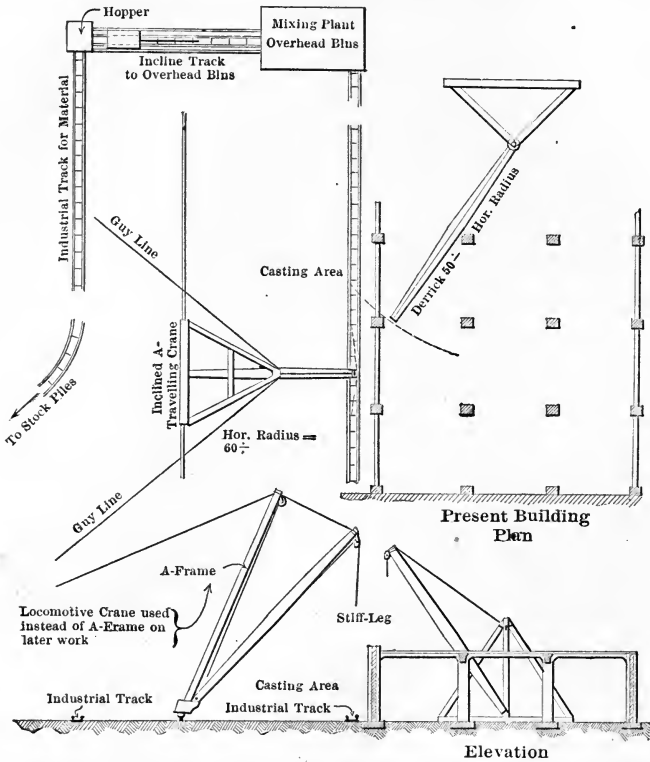 Hopper
Mixing Plant
Overhead Bins
Incline Track
to Overhead Bins
Industrial Track for Material
Guy Line
Casting Area
Hor. Radius
Derrick 50'-
Inclined A-
Travelling Crane
To Stock Piles
Hor. Radius =
60÷
Guy Line
Present Building
Plan
A-Frame
Locomotive Crane used
instead of A-Frame on
later work
Stiff-Leg
Industrial Track
Casting Area
Industrial Track
Elevation